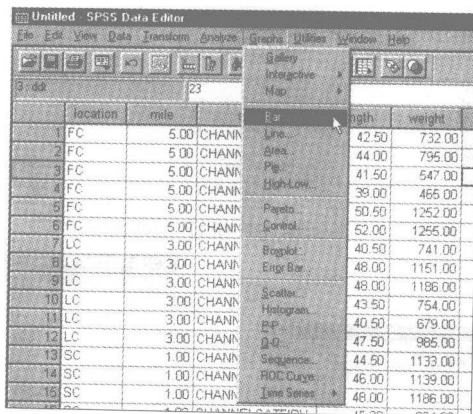 Untitled - SPSS Data Editor
File Edit View Data Transform Analyze Graphs Utilities Window Help
3 : ddt 23
Gallery
Interactive
Map
Bar...
Line...
Area...
Pie...
High-Low...
Pareto...
Control...
Boxplot...
Error Bar...
Scatter...
Histogram...
P-P...
Q-Q...
Sequence...
ROC Curve...
Time Series
location mile ngth weight
1 FC 5.00 CHANN 42.50 732.00
2 FC 5.00 CHANN 44.00 795.00
3 FC 5.00 CHANN 41.50 547.00
4 FC 5.00 CHANN 39.00 465.00
5 FC 5.00 CHANN 50.50 1252.00
6 FC 5.00 CHANN 52.00 1255.00
7 LC 3.00 CHANN 40.50 741.00
8 LC 3.00 CHANN 48.00 1151.00
9 LC 3.00 CHANN 48.00 1186.00
10 LC 3.00 CHANN 43.50 754.00
11 LC 3.00 CHANN 40.50 679.00
12 LC 3.00 CHANN 47.50 985.00
13 SC 1.00 CHANN 44.50 1133.00
14 SC 1.00 CHANN 46.00 1139.00
15 SC 1.00 CHANN 48.00 1186.00